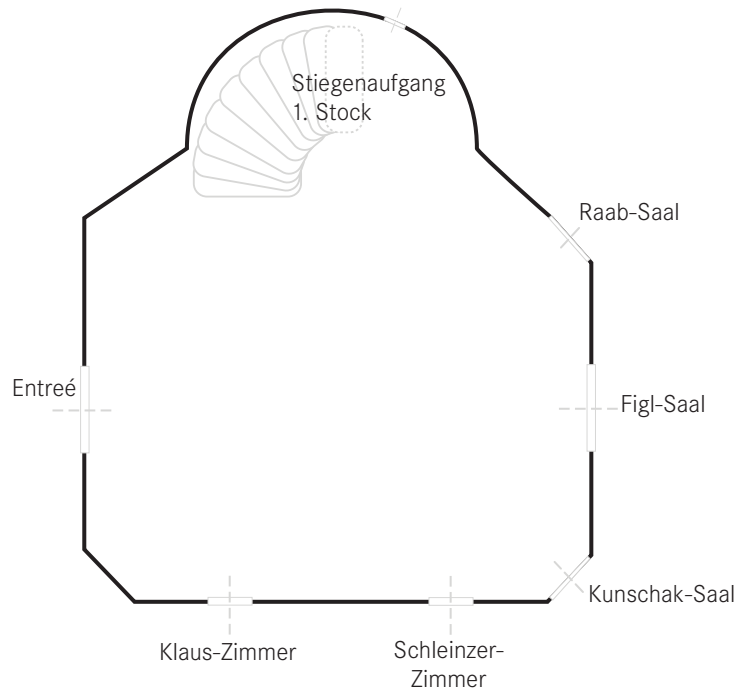 Stiegenaufgang
1. Stock
Raab-Saal
Entreé
Figl-Saal
Kunschak-Saal
Klaus-Zimmer
Schleinzer-
Zimmer